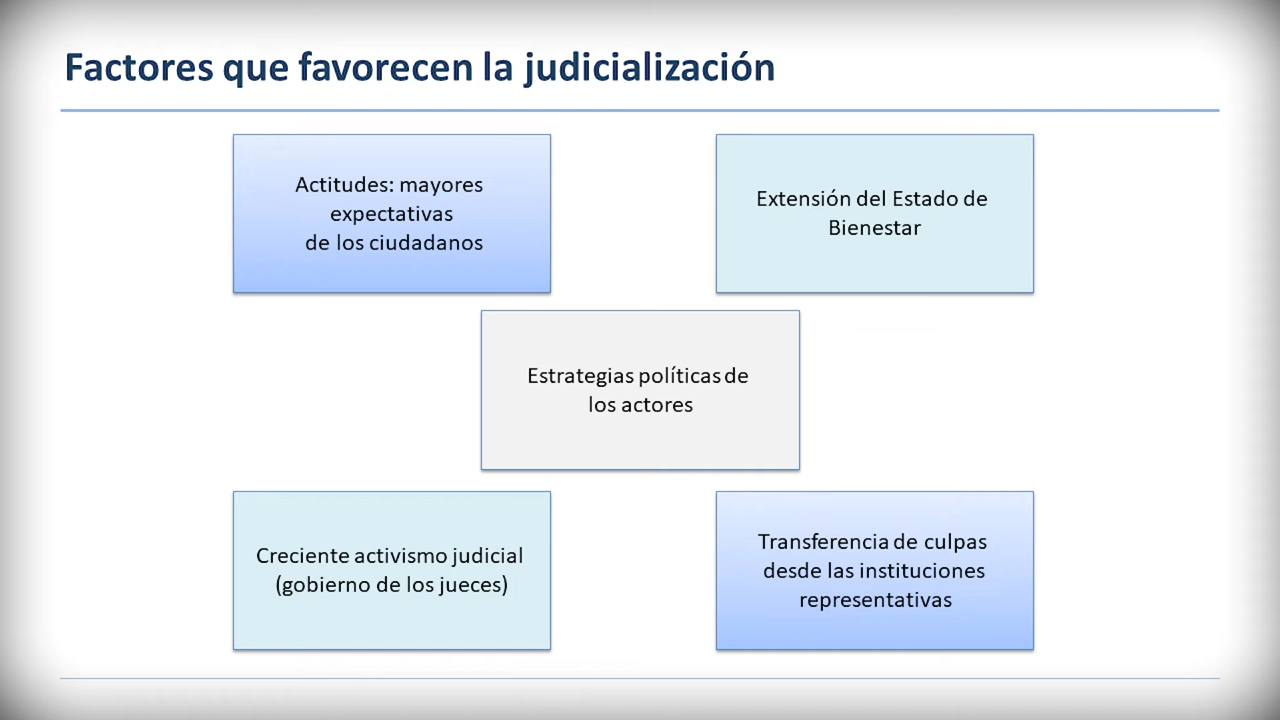 Factores que favorecen la judicialización
Actitudes: mayores
expectativas
de los ciudadanos
Extensión del Estado de
Bienestar
Estrategias políticas de
los actores
Creciente activismo judicial
(gobierno de los jueces)
Transferencia de culpas
desde las instituciones
representativas